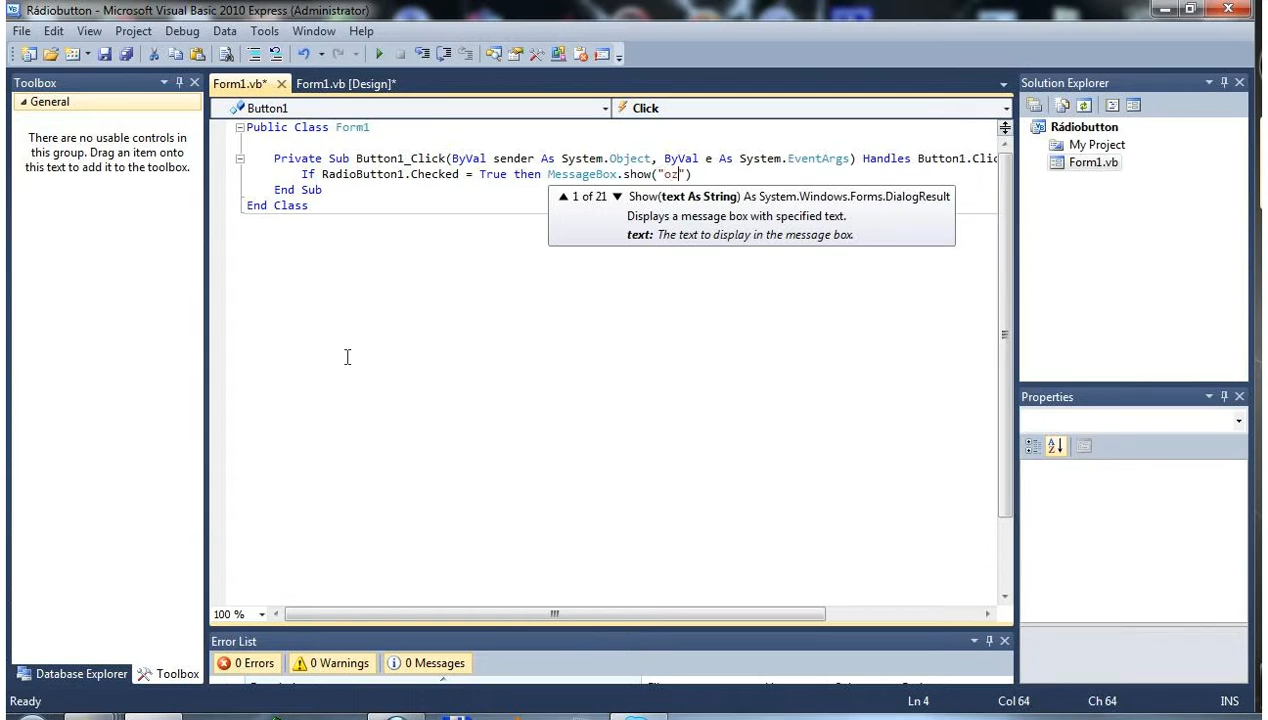 Rádiobutton - Microsoft Visual Basic 2010 Express (Administrator)
File Edit View Project Debug Data Tools Window Help
Toolbox
General
There are no usable controls in
this group. Drag an item onto
this text to add it to the toolbox.
Database Explorer Toolbox
Form1.vb* Form1.vb [Design]*
Button1 Click
Public Class Form1
Private Sub Button1_Click(ByVal sender As System.Object, ByVal e As System.EventArgs) Handles Button1.Clic
If RadioButton1.Checked = True then MessageBox.show("oz")
End Sub
End Class
1 of 21 Show(text As String) As System.Windows.Forms.DialogResult
Displays a message box with specified text.
text: The text to display in the message box.
100 %
Error List
0 Errors 0 Warnings 0 Messages
Solution Explorer
Rádiobutton
My Project
Form1.vb
Properties
Ready Ln 4 Col 64 Ch 64 INS